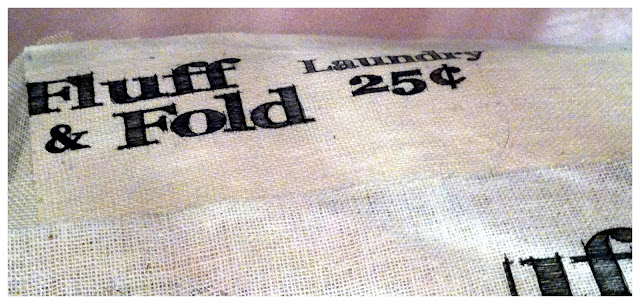 Fluff
& Fold
Laundry
25¢